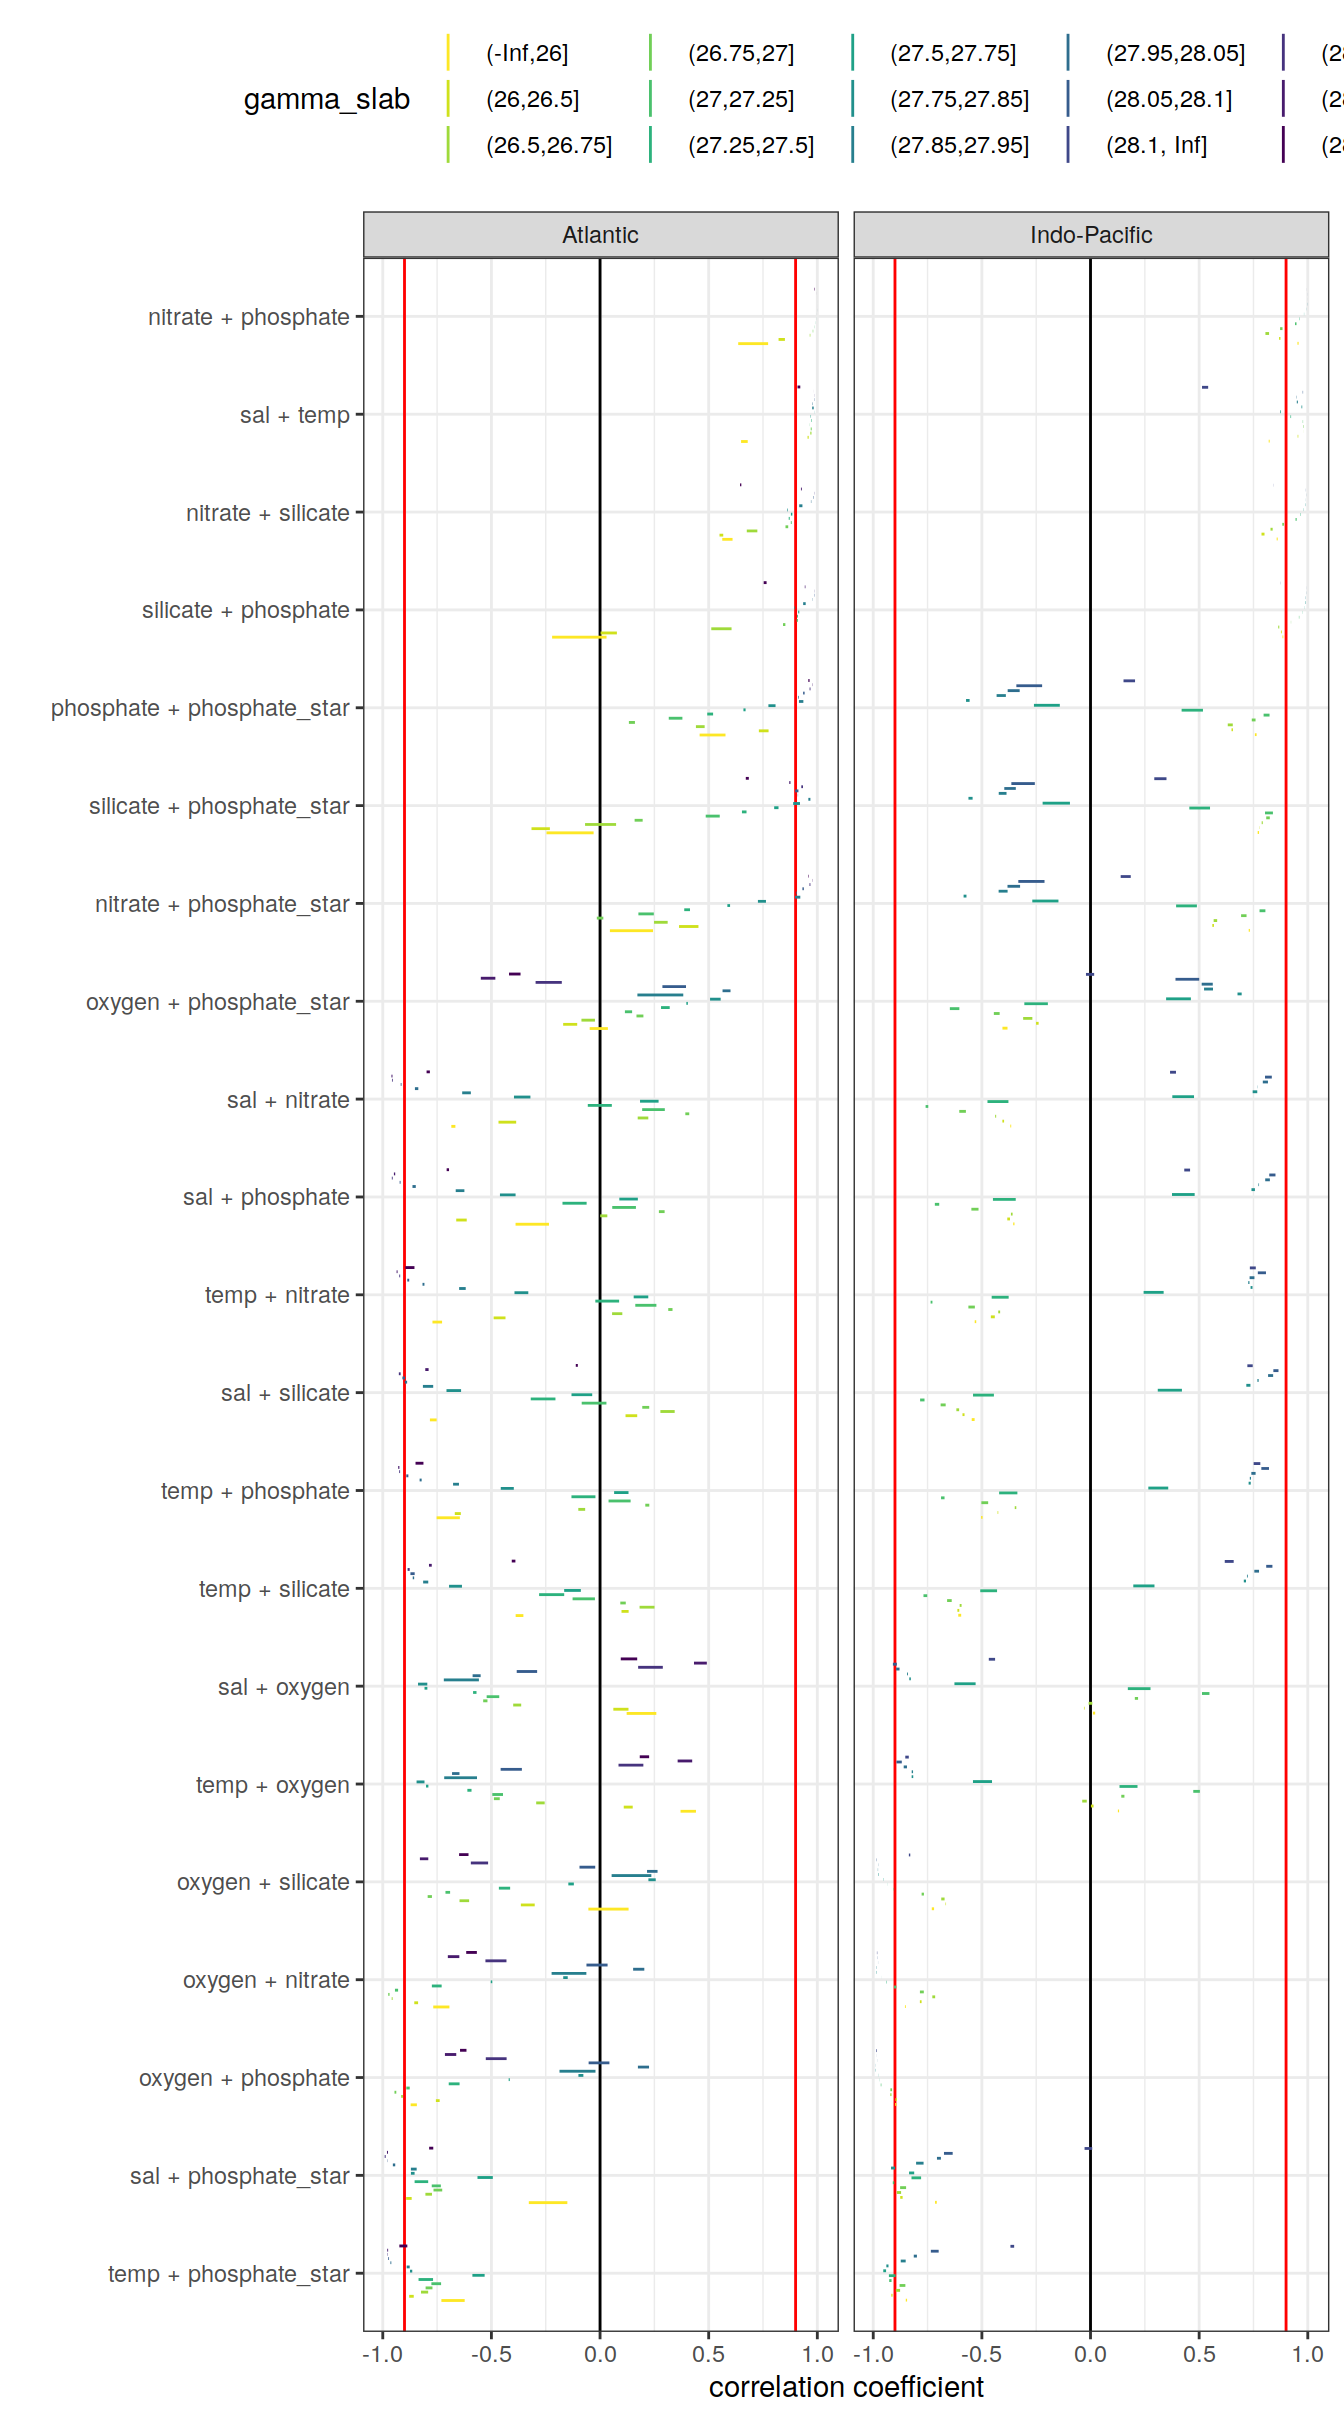 (-Inf,26] (26.75,27] (27.5,27.75] (27.95,28.05]
gamma_slab (26,26.5] (27,27.25] (27.75,27.85] (28.05,28.1]
(26.5,26.75] (27.25,27.5] (27.85,27.95] (28.1, Inf]
Atlantic Indo-Pacific
nitrate + phosphate
sal + temp
nitrate + silicate
silicate + phosphate
phosphate + phosphate_star
silicate + phosphate_star
nitrate + phosphate_star
oxygen + phosphate_star
sal + nitrate
sal + phosphate
temp + nitrate
sal + silicate
temp + phosphate
temp + silicate
sal + oxygen
temp + oxygen
oxygen + silicate
oxygen + nitrate
oxygen + phosphate
sal + phosphate_star
temp + phosphate_star
-1.0 -0.5 0.0 0.5 1.0 -1.0 -0.5 0.0 0.5 1.0
correlation coefficient